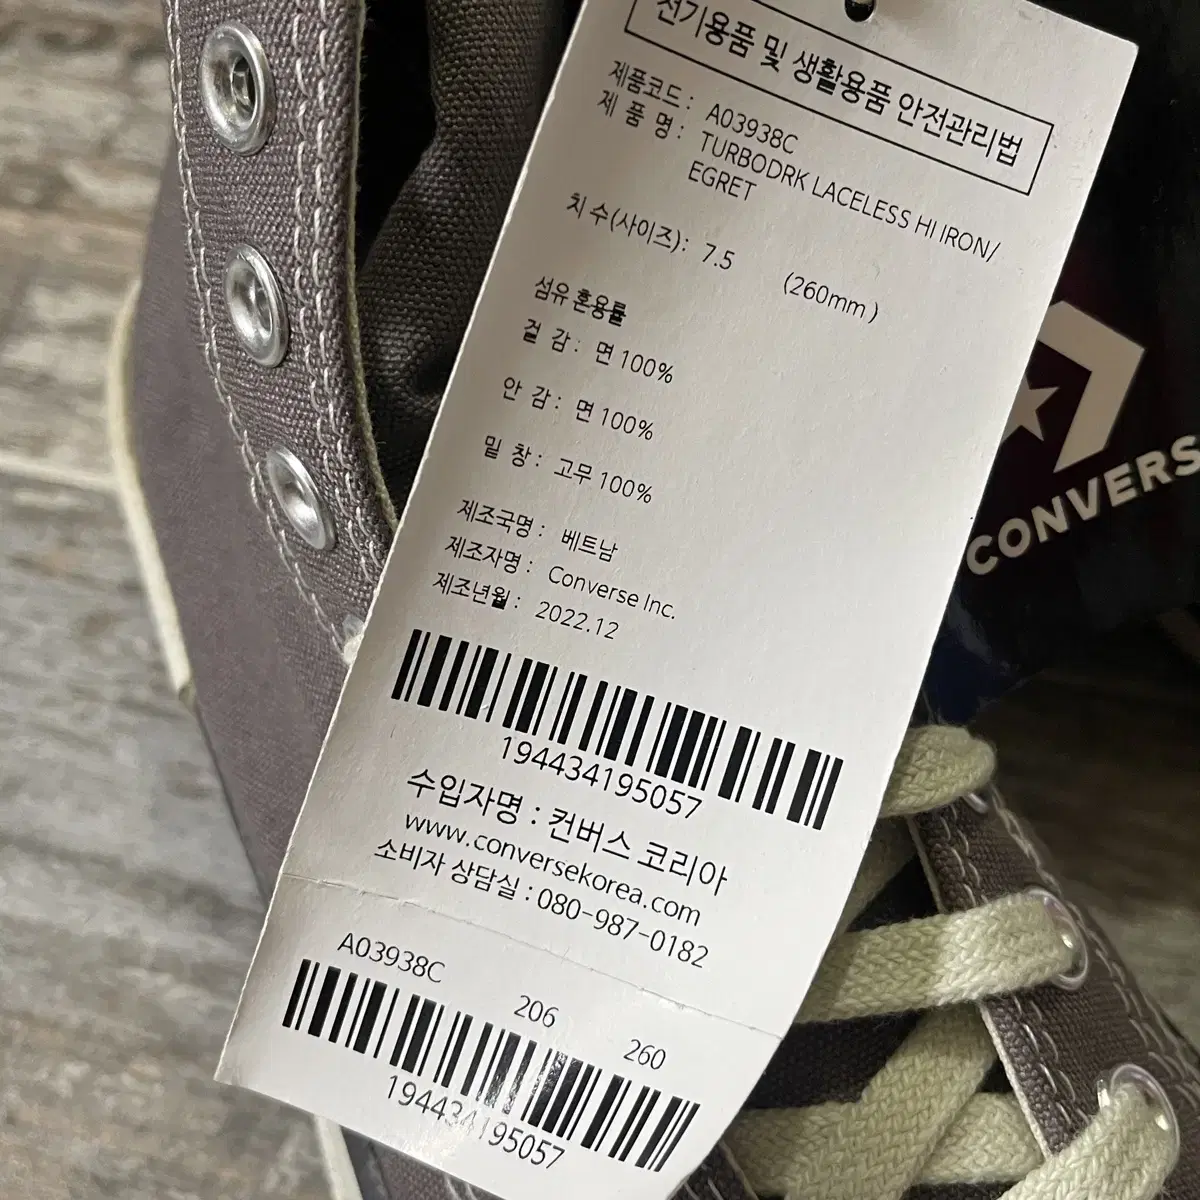 전기용품 및 생활용품 안전관리법
제품코드 : A03938C
제 품 명 : TURBODRK LACELESS HI IRON/
EGRET
치 수(사이즈): 7.5 (260mm)
섬유 혼용률
겉 감 : 면 100%
안 감 : 면 100%
밑 창 : 고무 100%
제조국명 : 베트남
제조자명 : Converse Inc.
제조년월 : 2022.12
194434195057
수입자명 : 컨버스 코리아
www.conversekorea.com
소비자 상담실 : 080-987-0182
A03938C 206 260
194434195057
CONVERS